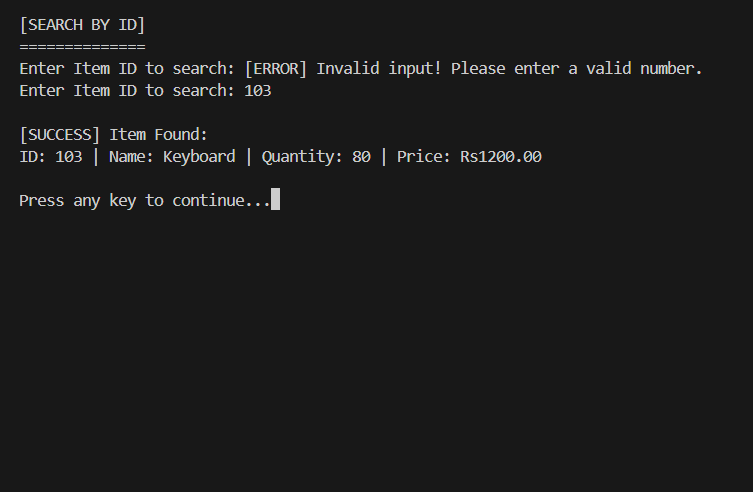 [SEARCH BY ID]
==============
Enter Item ID to search: [ERROR] Invalid input! Please enter a valid number.
Enter Item ID to search: 103
[SUCCESS] Item Found:
ID: 103 | Name: Keyboard | Quantity: 80 | Price: Rs1200.00
Press any key to continue...